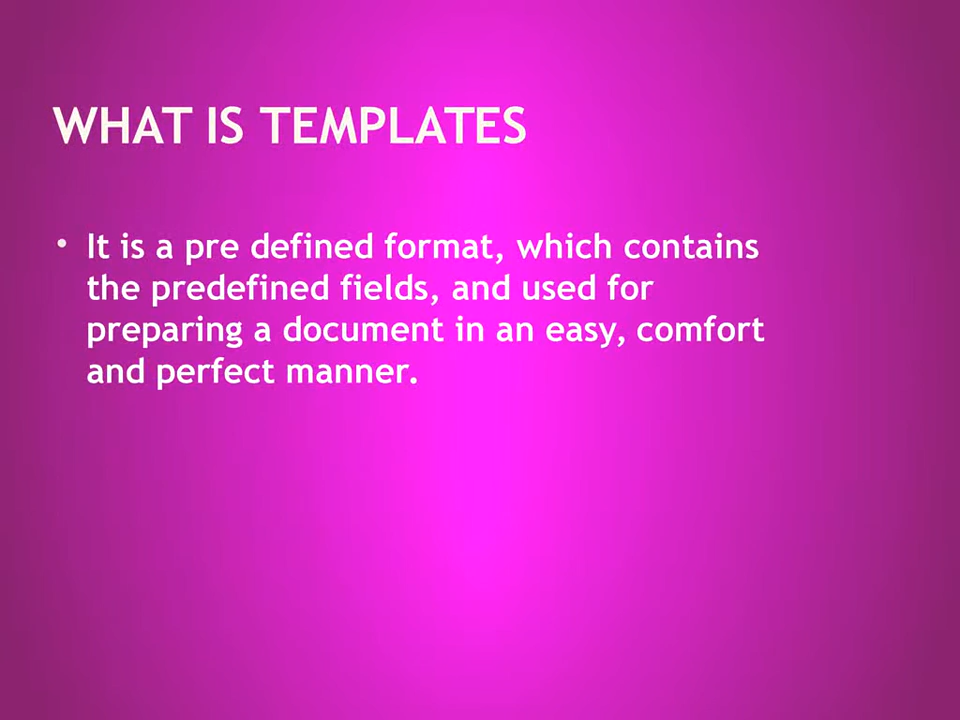 WHAT IS TEMPLATES
• It is a pre defined format, which contains
the predefined fields, and used for
preparing a document in an easy, comfort
and perfect manner.